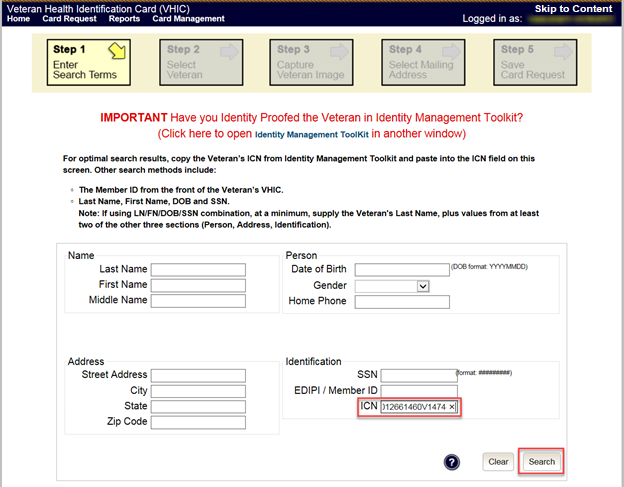 Veteran Health Identification Card (VHIC) Skip to Content
Home Card Request Reports Card Management Logged in as:
Step 1 Step 2 Step 3 Step 4 Step 5
Enter Select Capture Select Mailing Save
Search Terms Veteran Veteran Image Address Card Request
IMPORTANT Have you Identity Proofed the Veteran in Identity Management Toolkit?
(Click here to open Identity Management ToolKit in another window)
For optimal search results, copy the Veteran's ICN from Identity Management Toolkit and paste into the ICN field on this
screen. Other search methods include:
The Member ID from the front of the Veteran's VHIC.
Last Name, First Name, DOB and SSN.
Note: If using LN/FN/DOB/SSN combination, at a minimum, supply the Veteran's Last Name, plus values from at least
two of the other three sections (Person, Address, Identification).
Name Person
Last Name Date of Birth (DOB format: YYYYMMDD)
First Name Gender
Middle Name Home Phone
Address Identification
Street Address SSN (format: #########)
City EDIPI / Member ID
State ICN 012661460V1474 ×
Zip Code
? Clear Search